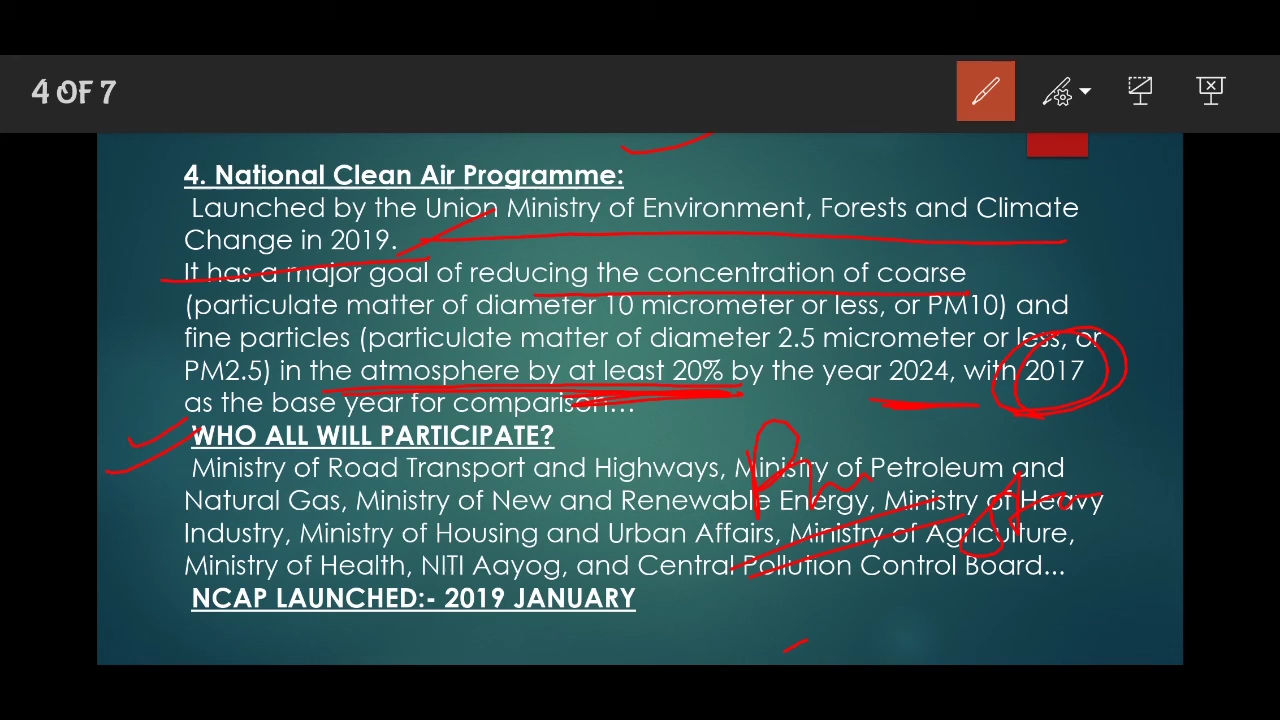 4 OF 7
4. National Clean Air Programme:
Launched by the Union Ministry of Environment, Forests and Climate
Change in 2019.
It has a major goal of reducing the concentration of coarse
(particulate matter of diameter 10 micrometer or less, or PM10) and
fine particles (particulate matter of diameter 2.5 micrometer or less, or
PM2.5) in the atmosphere by at least 20% by the year 2024, with 2017
as the base year for comparison...
WHO ALL WILL PARTICIPATE?
Ministry of Road Transport and Highways, Ministry of Petroleum and
Natural Gas, Ministry of New and Renewable Energy, Ministry of Heavy
Industry, Ministry of Housing and Urban Affairs, Ministry of Agriculture,
Ministry of Health, NITI Aayog, and Central Pollution Control Board...
NCAP LAUNCHED:- 2019 JANUARY